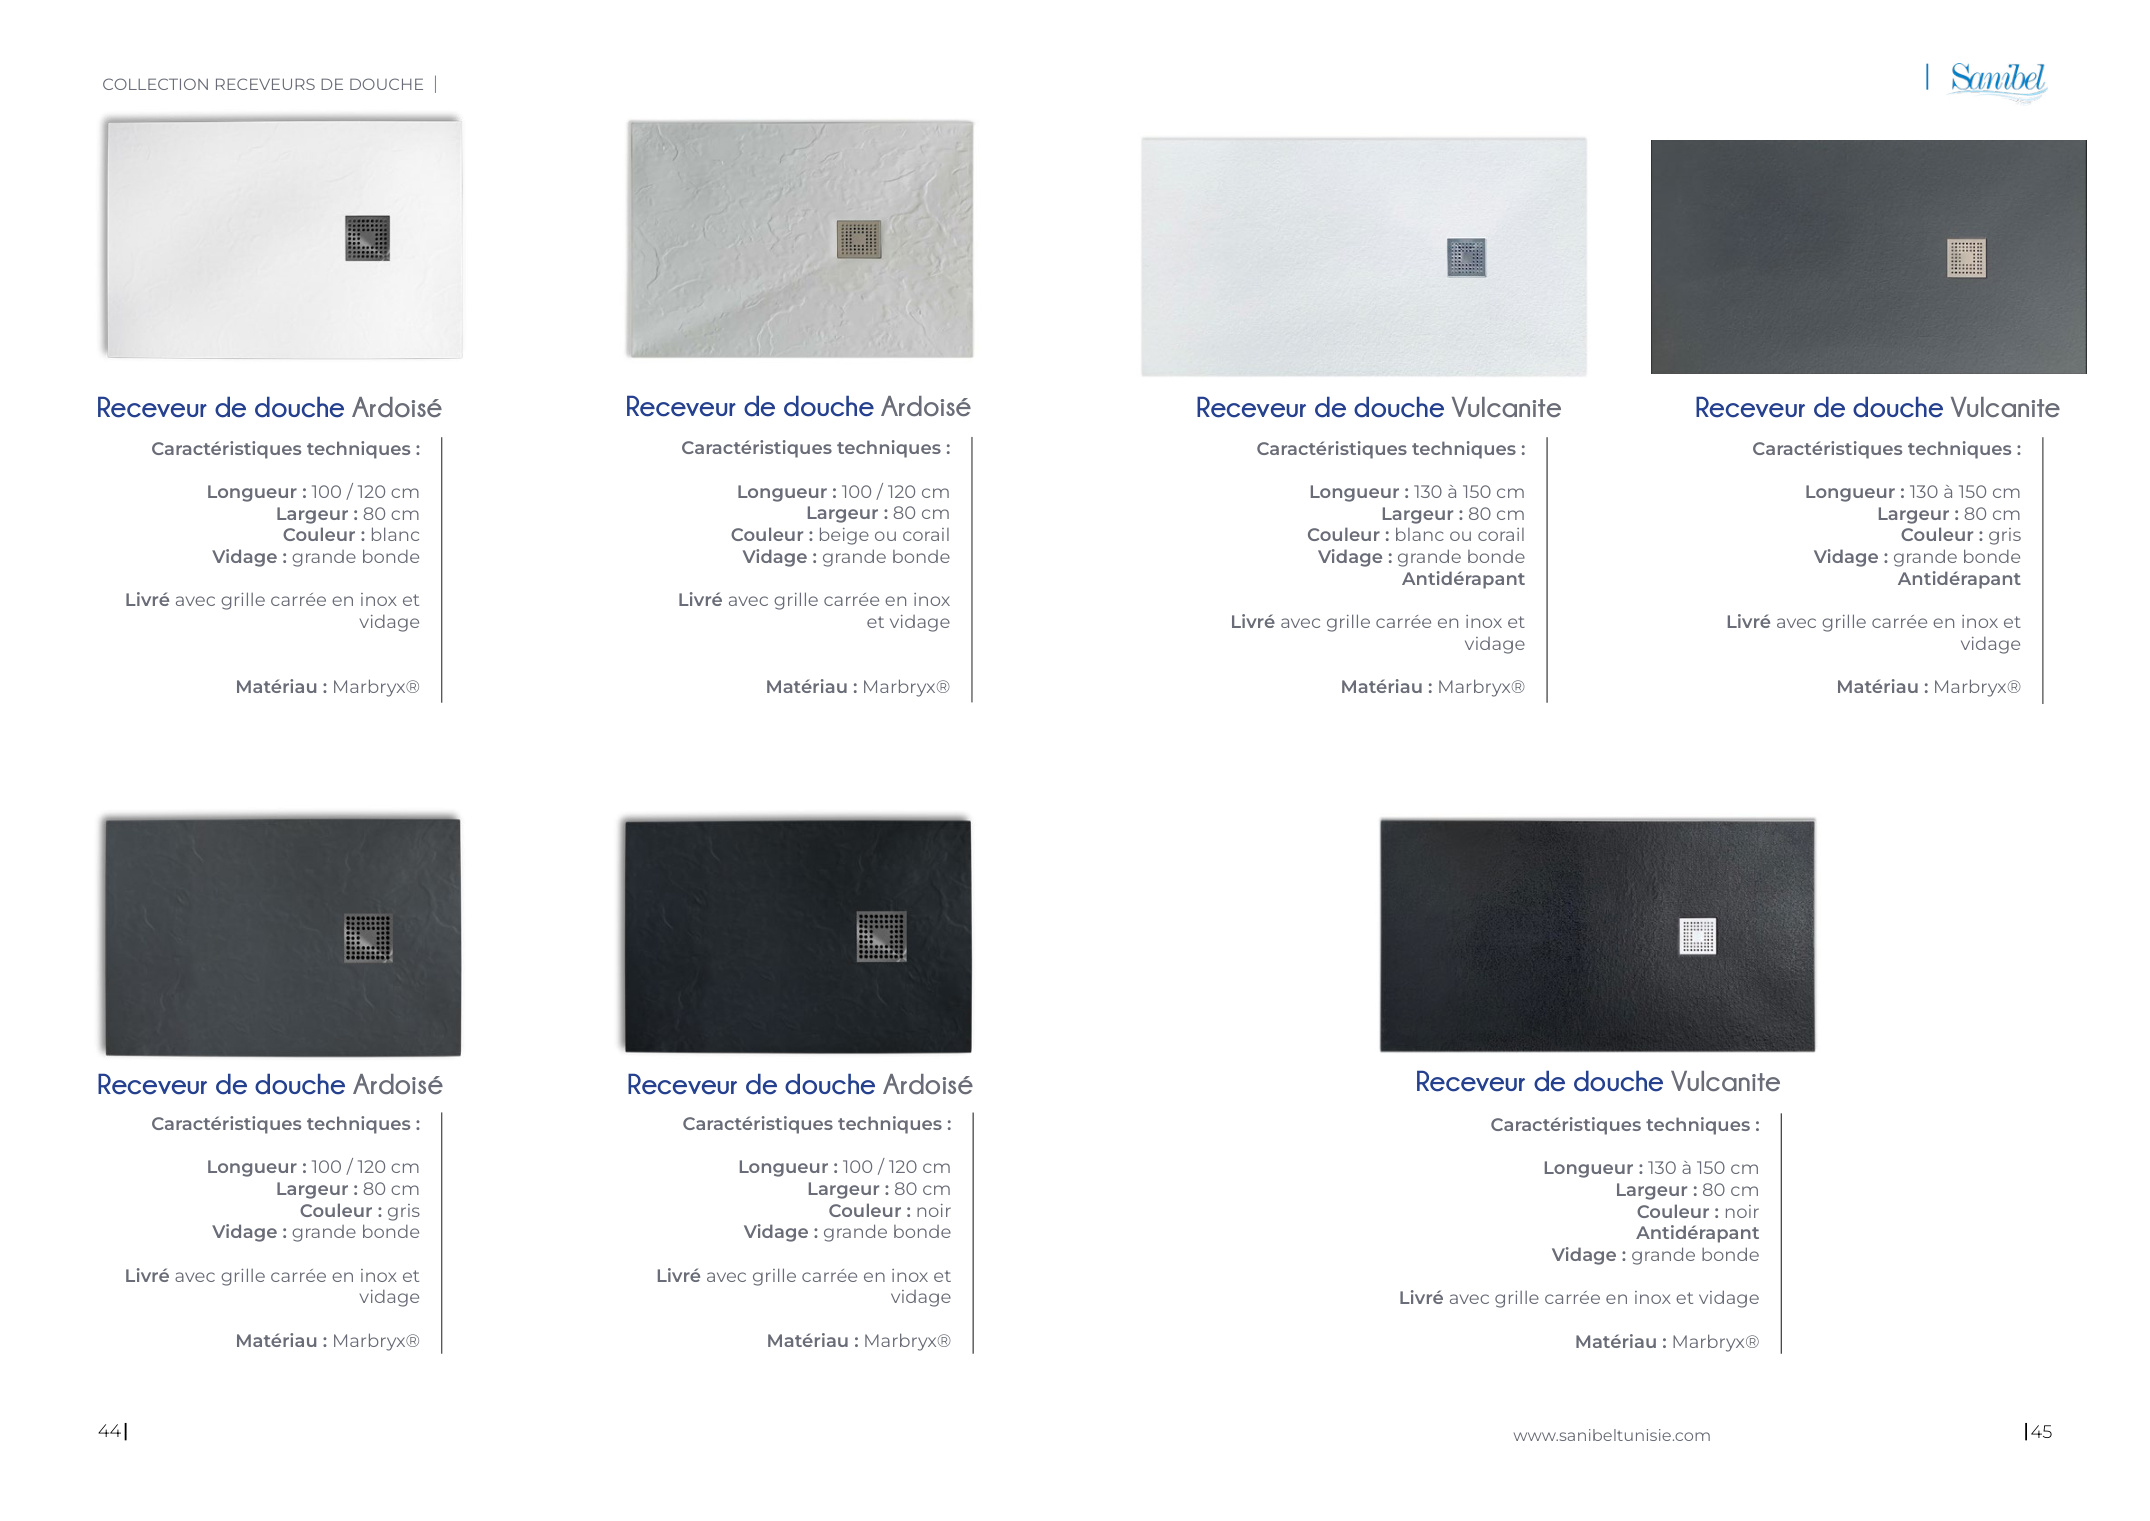 COLLECTION RECEVEURS DE DOUCHE |
| Sanibel
Receveur de douche Ardoisé
Caractéristiques techniques :
Longueur : 100 / 120 cm
Largeur : 80 cm
Couleur : blanc
Vidage : grande bonde
Livré avec grille carrée en inox et
vidage
Matériau : Marbryx®
Receveur de douche Ardoisé
Caractéristiques techniques :
Longueur : 100 / 120 cm
Largeur : 80 cm
Couleur : beige ou corail
Vidage : grande bonde
Livré avec grille carrée en inox
et vidage
Matériau : Marbryx®
Receveur de douche Vulcanite
Caractéristiques techniques :
Longueur : 130 à 150 cm
Largeur : 80 cm
Couleur : blanc ou corail
Vidage : grande bonde
Antidérapant
Livré avec grille carrée en inox et
vidage
Matériau : Marbryx®
Receveur de douche Vulcanite
Caractéristiques techniques :
Longueur : 130 à 150 cm
Largeur : 80 cm
Couleur : gris
Vidage : grande bonde
Antidérapant
Livré avec grille carrée en inox et
vidage
Matériau : Marbryx®
Receveur de douche Ardoisé
Caractéristiques techniques :
Longueur : 100 / 120 cm
Largeur : 80 cm
Couleur : gris
Vidage : grande bonde
Livré avec grille carrée en inox et
vidage
Matériau : Marbryx®
Receveur de douche Ardoisé
Caractéristiques techniques :
Longueur : 100 / 120 cm
Largeur : 80 cm
Couleur : noir
Vidage : grande bonde
Livré avec grille carrée en inox et
vidage
Matériau : Marbryx®
Receveur de douche Vulcanite
Caractéristiques techniques :
Longueur : 130 à 150 cm
Largeur : 80 cm
Couleur : noir
Antidérapant
Vidage : grande bonde
Livré avec grille carrée en inox et vidage
Matériau : Marbryx®
44|
www.sanibeltunisie.com
|45